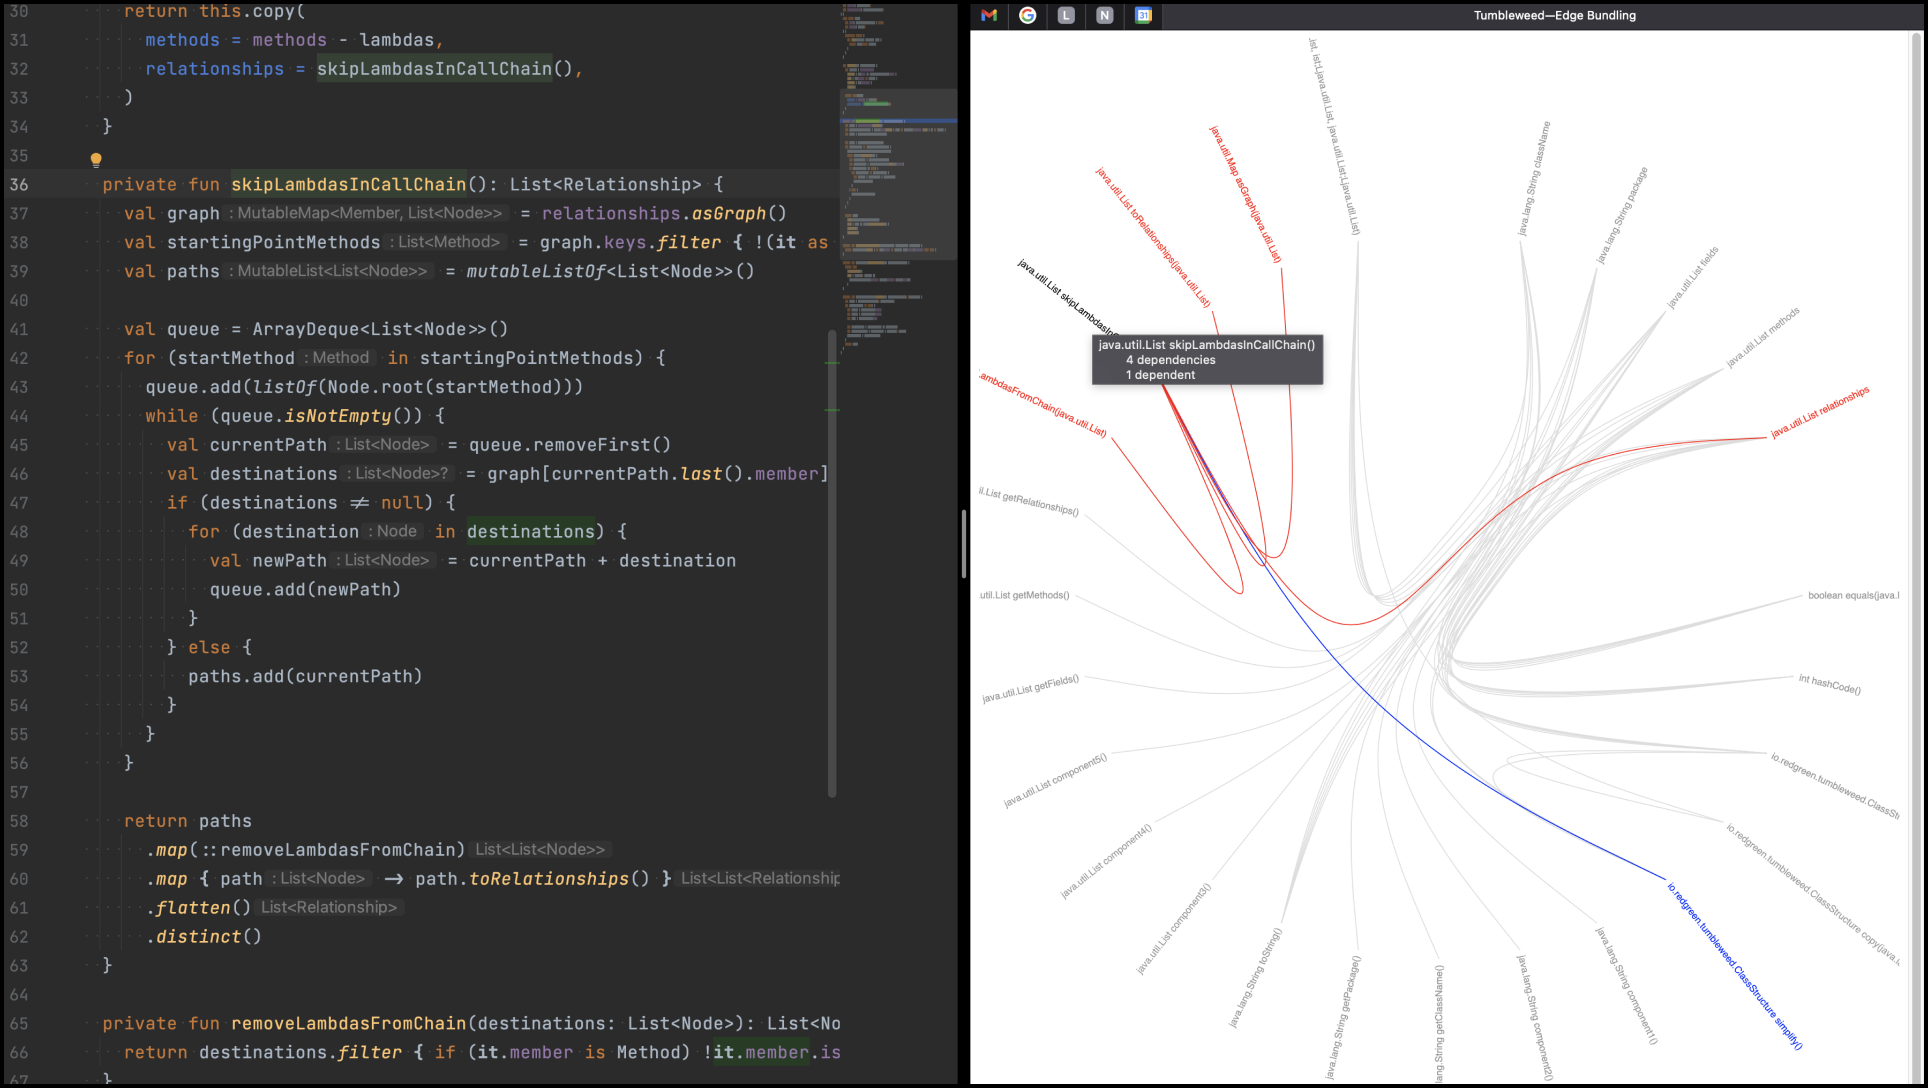 30 return this.copy(
31 methods = methods - lambdas,
32 relationships = skipLambdasInCallChain(),
33 )
34 }
35
36 private fun skipLambdasInCallChain(): List<Relationship> {
37 val graph : MutableMap<Member, List<Node>> = relationships.asGraph()
38 val startingPointMethods : List<Method> = graph.keys.filter { !(it as
39 val paths : MutableList<List<Node>> = mutableListOf<List<Node>>()
40
41 val queue = ArrayDeque<List<Node>>()
42 for (startMethod : Method in startingPointMethods) {
43 queue.add(listOf(Node.root(startMethod)))
44 while (queue.isNotEmpty()) {
45 val currentPath : List<Node> = queue.removeFirst()
46 val destinations : List<Node>? = graph[currentPath.last().member]
47 if (destinations ≠ null) {
48 for (destination : Node in destinations) {
49 val newPath : List<Node> = currentPath + destination
50 queue.add(newPath)
51 }
52 } else {
53 paths.add(currentPath)
54 }
55 }
56 }
57
58 return paths
59 .map(::removeLambdasFromChain) List<List<Node>>
60 .map { path : List<Node> → path.toRelationships() } List<List<Relationship
61 .flatten() List<Relationship>
62 .distinct()
63 }
64
65 private fun removeLambdasFromChain(destinations: List<Node>): List<No
66 return destinations.filter { if (it.member is Method) !it.member.is
67 }
G L N 31
Tumbleweed—Edge Bundling
.ist, ist;Ljava.util.List, java.util.List;Ljava.util.List)
java.util.Map asGraph(java.util.List)
java.util.List toRelationships(java.util.List)
java.util.List skipLambdasInC
java.util.List skipLambdasInCallChain()
4 dependencies
1 dependent
ambdasFromChain(java.util.List)
il.List getRelationships()
.util.List getMethods()
java.util.List getFields()
java.util.List component5()
java.util.List component4()
java.util.List component3()
java.lang.String toString()
java.lang.String getPackage()
lang.String getClassName()
java.lang.String component2()
java.lang.String component1()
io.redgreen.tumbleweed.ClassStructure simplify()
io.redgreen.tumbleweed.ClassStructure copy(java.l
io.redgreen.tumbleweed.ClassStr
int hashCode()
boolean equals(java.l
java.util.List relationships
java.util.List methods
java.util.List fields
java.lang.String package
java.lang.String className